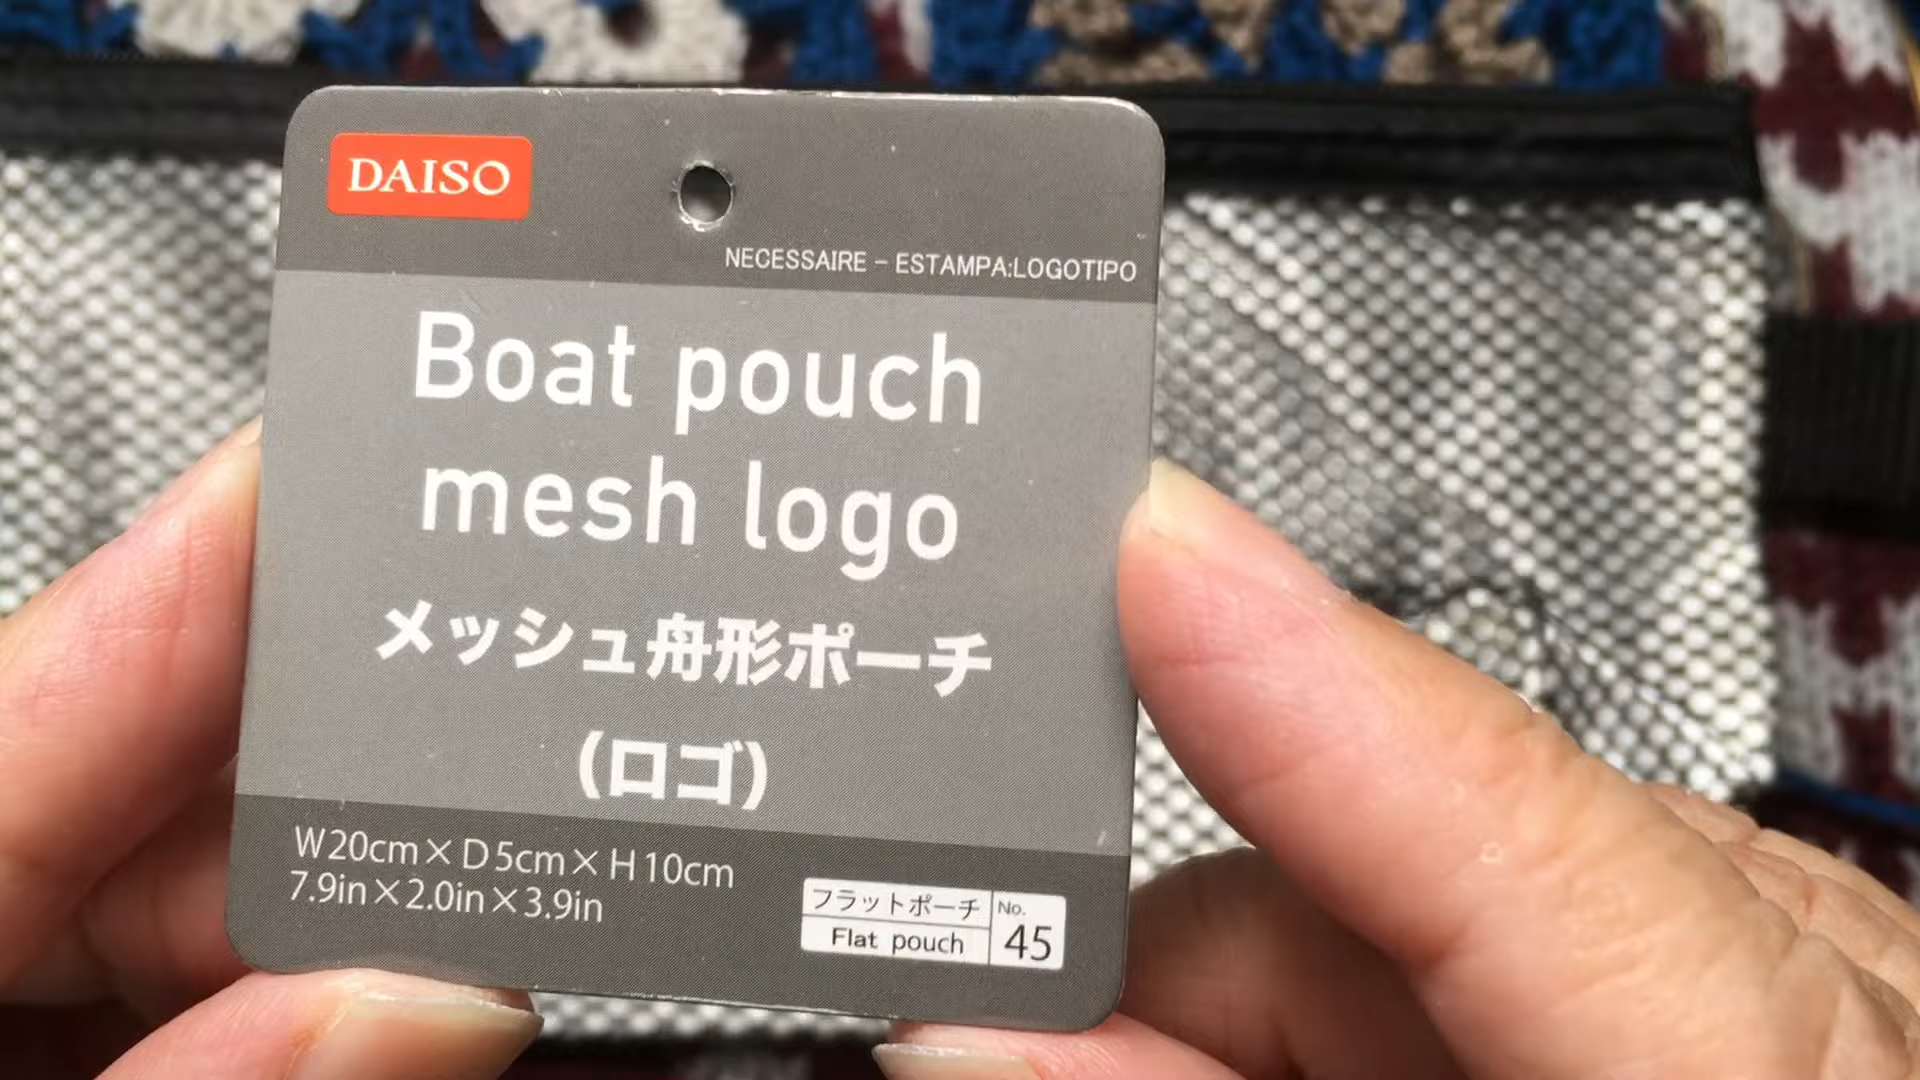 DAISO
NECESSAIRE - ESTAMPA:LOGOTIPO
Boat pouch
mesh logo
メッシュ舟形ポーチ
(ロゴ)
W20cm×D5cm×H10cm
7.9in×2.0in×3.9in
フラットポーチ
Flat pouch
No.
45